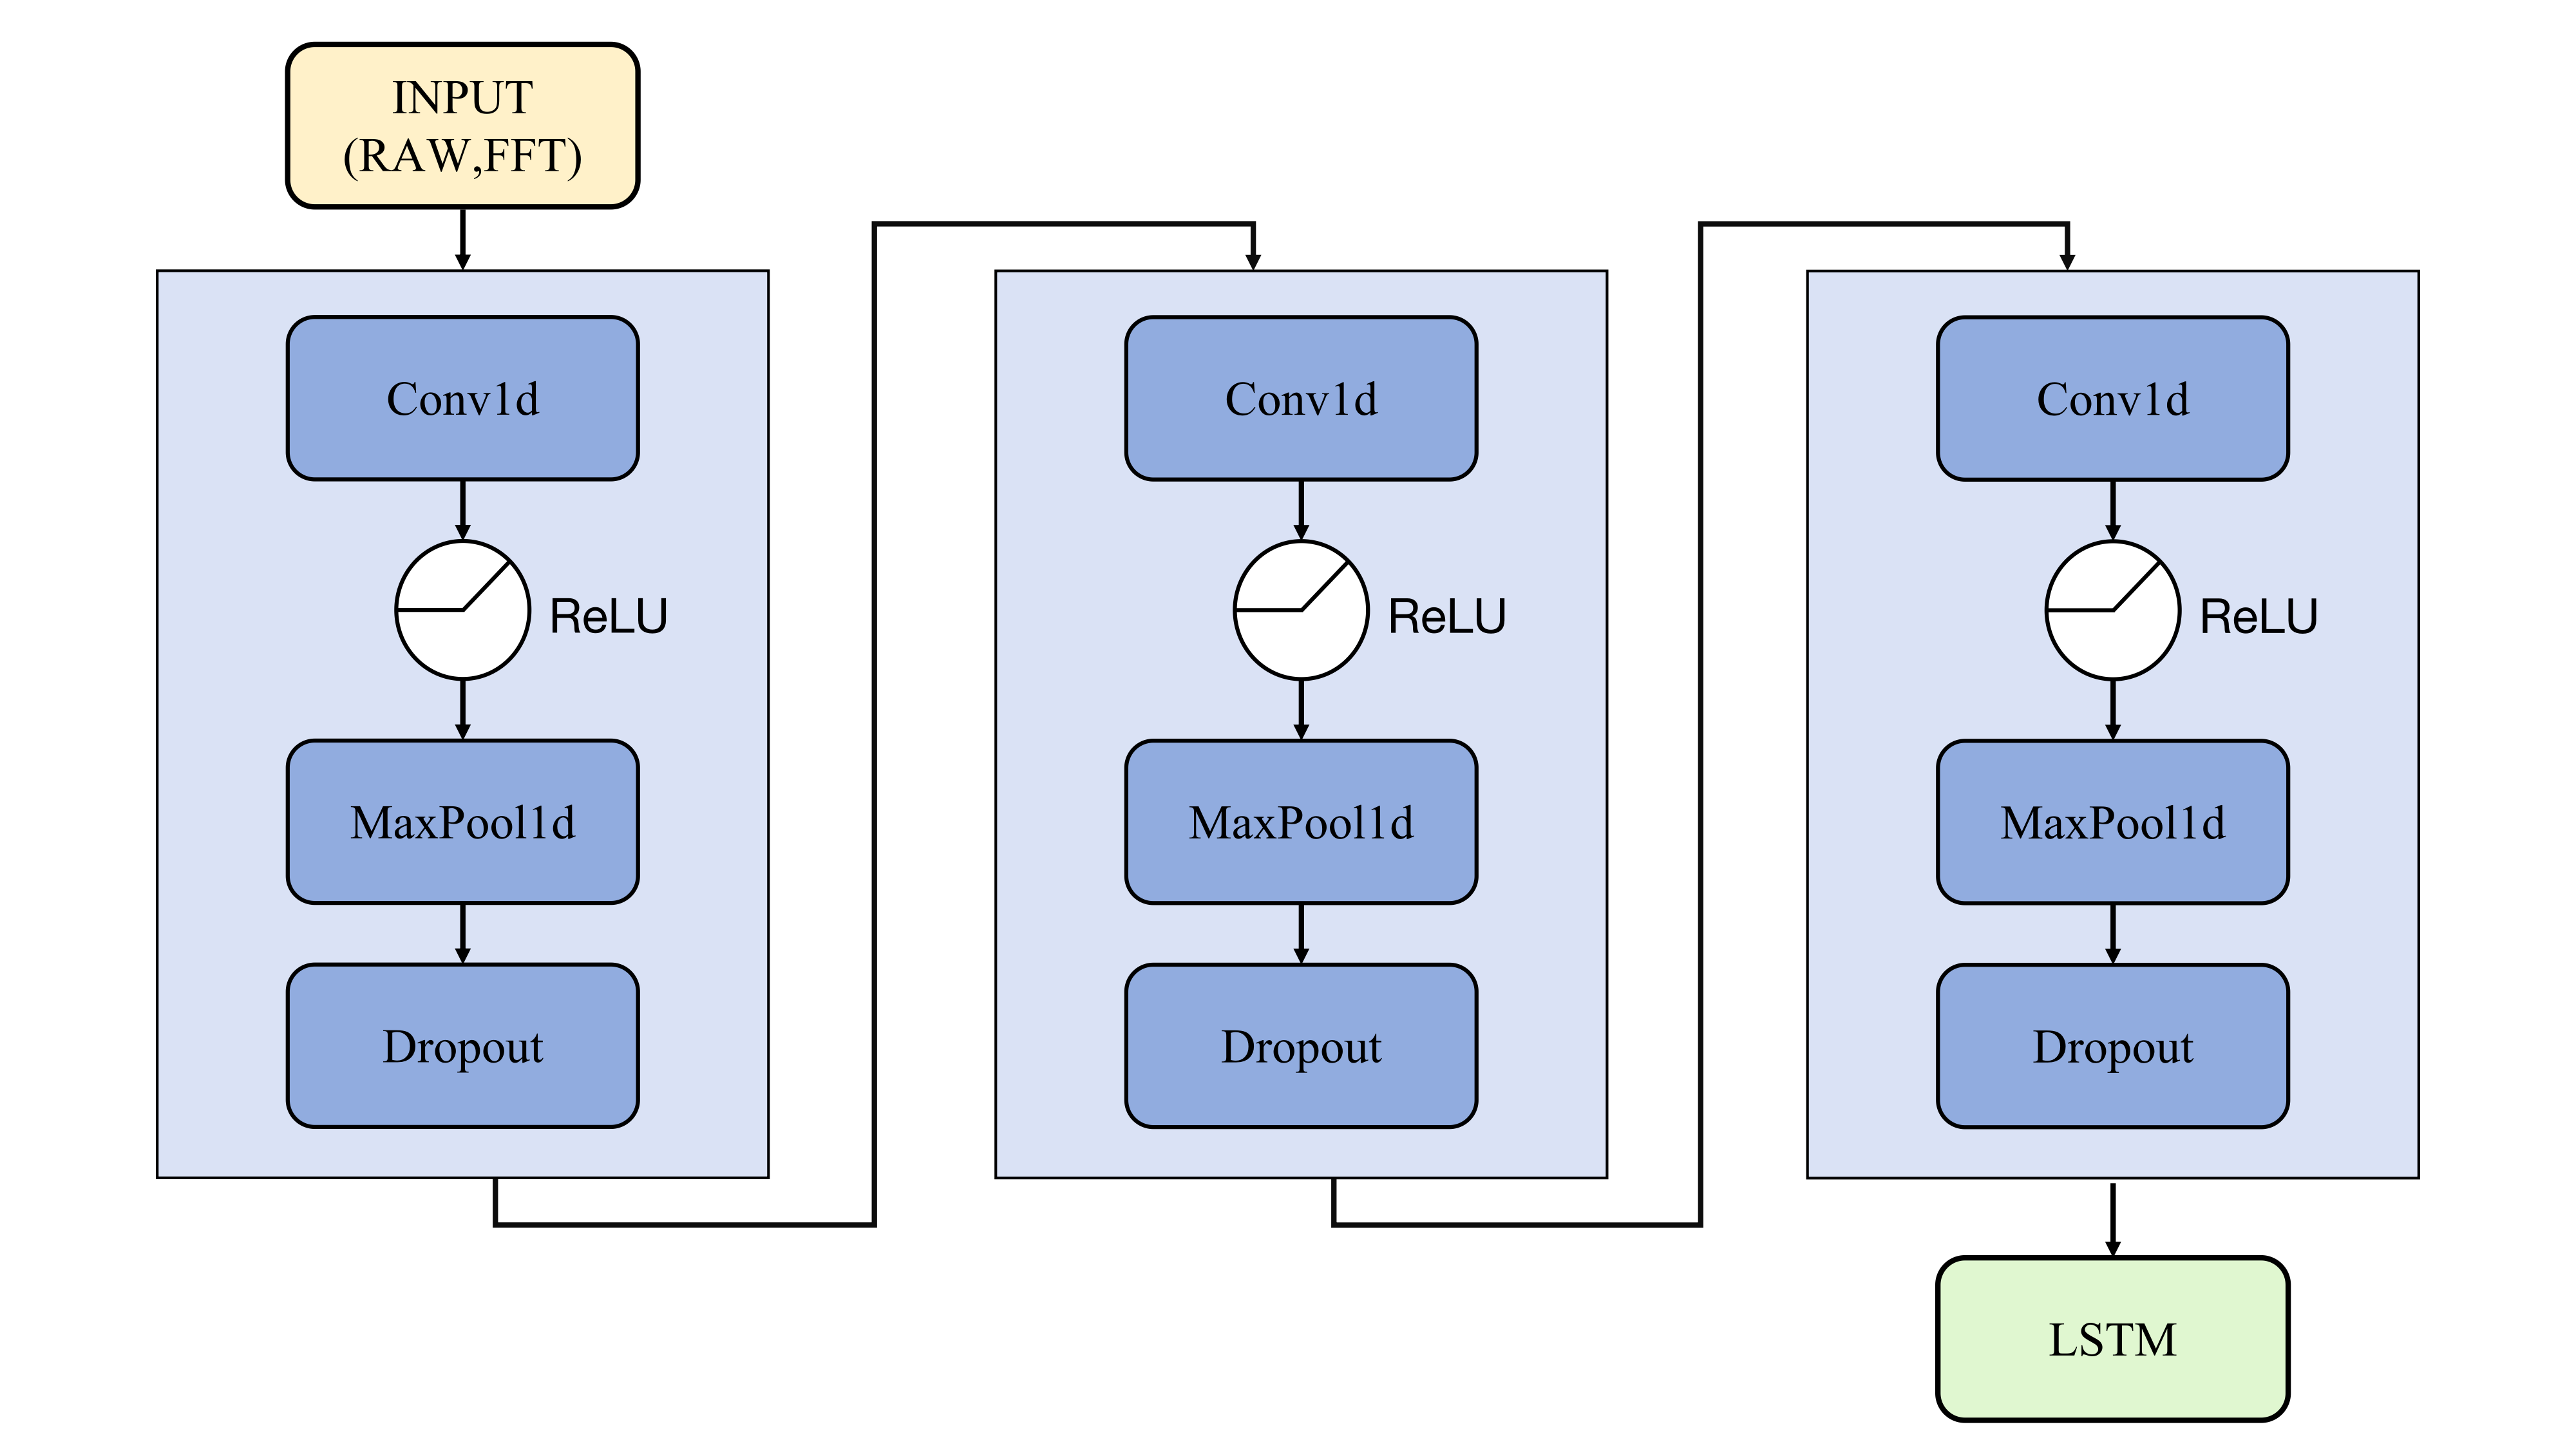 INPUT
(RAW,FFT)
Conv1d
ReLU
MaxPool1d
Dropout
Conv1d
ReLU
MaxPool1d
Dropout
Conv1d
ReLU
MaxPool1d
Dropout
LSTM